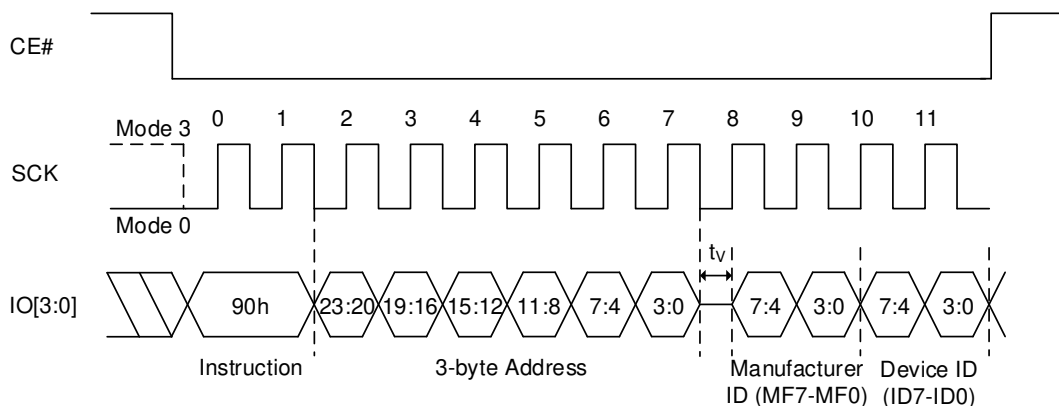 CE#
0 1 2 3 4 5 6 7 8 9 10 11
Mode 3
SCK
Mode 0
tV
IO[3:0] 90h 23:20 19:16 15:12 11:8 7:4 3:0 7:4 3:0 7:4 3:0
Instruction 3-byte Address Manufacturer Device ID
ID (MF7-MF0) (ID7-ID0)